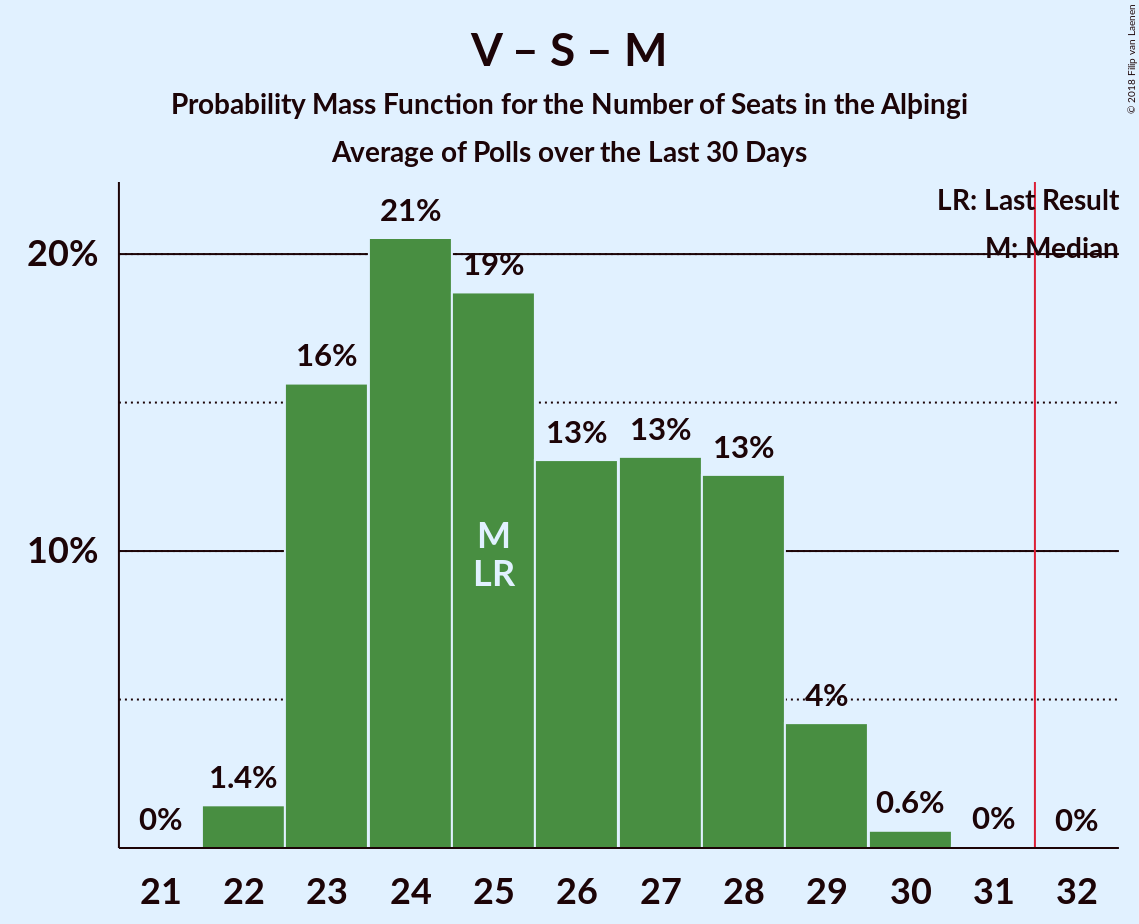 V – S – M
Probability Mass Function for the Number of Seats in the Alþingi
Average of Polls over the Last 30 Days
© 2018 Filip van Laenen
LR: Last Result
M: Median
20%
10%
0%
1.4%
16%
21%
19%
13%
13%
13%
4%
0.6%
0%
0%
M
LR
21 22 23 24 25 26 27 28 29 30 31 32